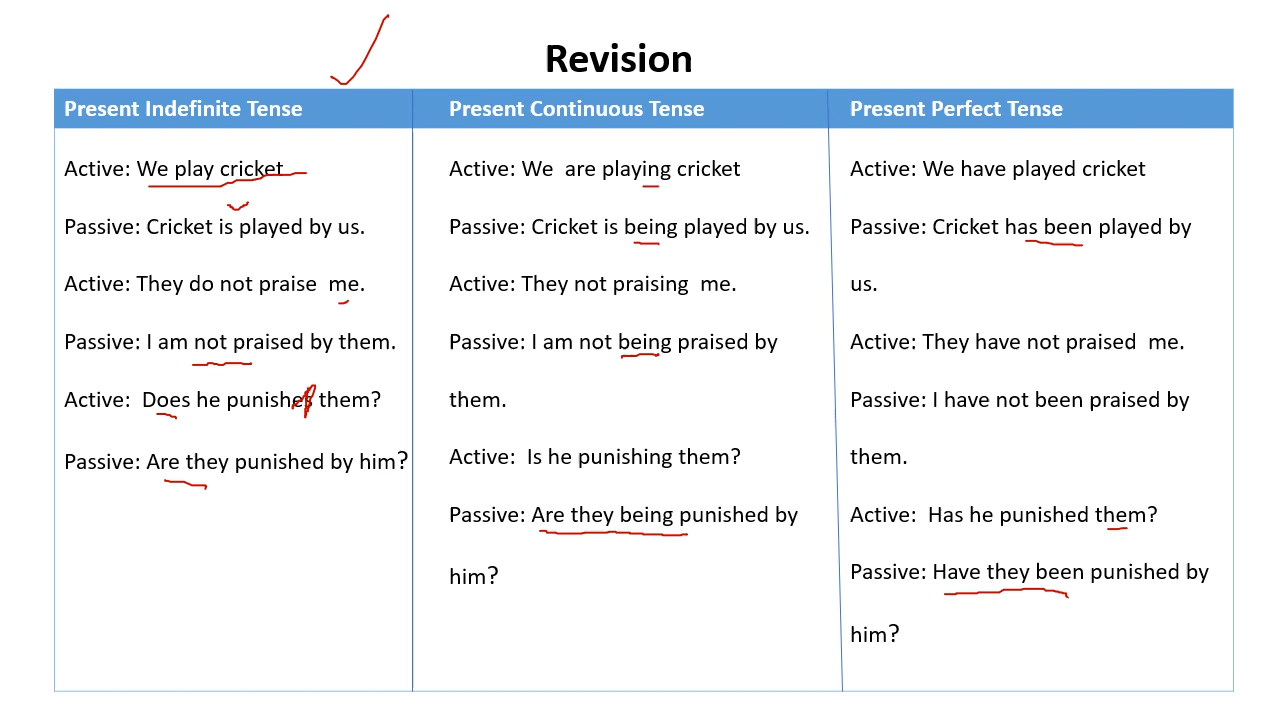 Revision
Present Indefinite Tense
Active: We play cricket
Passive: Cricket is played by us.
Active: They do not praise me.
Passive: I am not praised by them.
Active: Does he punishes them?
Passive: Are they punished by him?
Present Continuous Tense
Active: We are playing cricket
Passive: Cricket is being played by us.
Active: They not praising me.
Passive: I am not being praised by
them.
Active: Is he punishing them?
Passive: Are they being punished by
him?
Present Perfect Tense
Active: We have played cricket
Passive: Cricket has been played by
us.
Active: They have not praised me.
Passive: I have not been praised by
them.
Active: Has he punished them?
Passive: Have they been punished by
him?